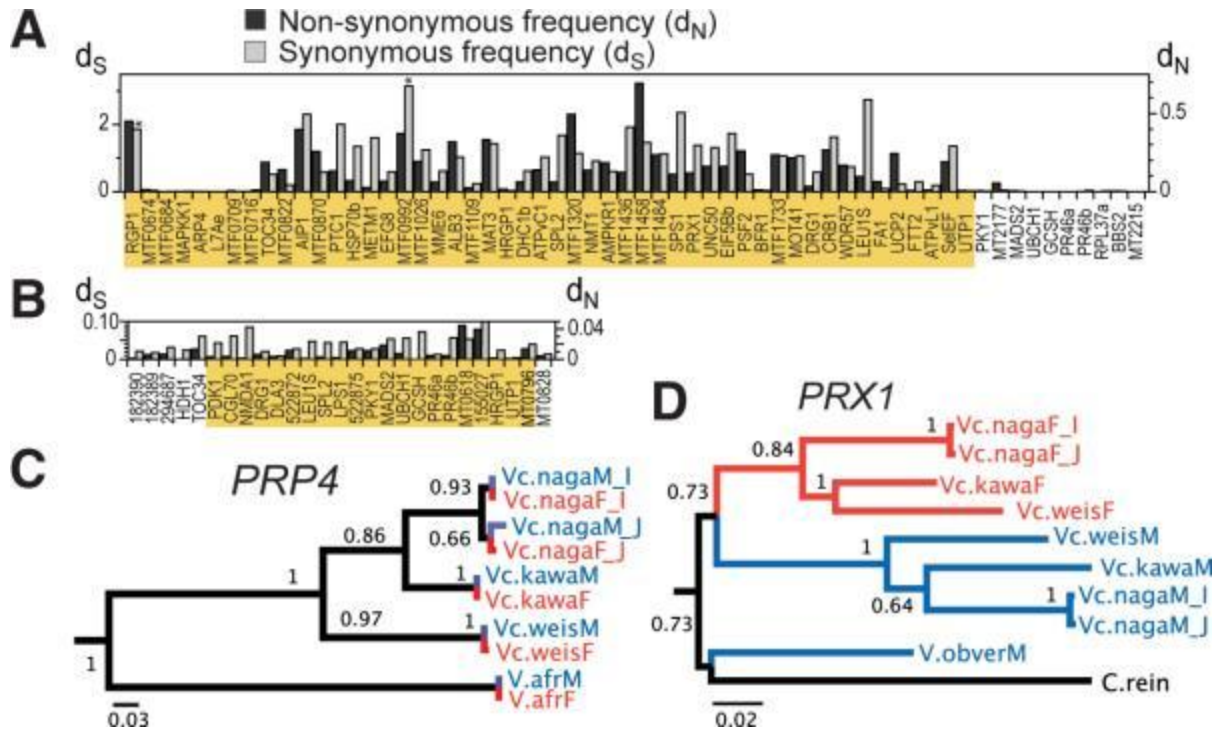 A
Non-synonymous frequency (dN)
Synonymous frequency (dS)
dS
dN
2
0
0.5
0
*
*
RGP1
MTF0674
MTF0684
MAPKK1
ARP4
L7Ae
MTF0709
MTF0716
TOC34
MTF0822
AIP1
MTF0870
PTC1
HSP70b
METM1
EFG8
MTF0992
MTF1026
MME6
ALB3
MTF1109
MAT3
HRGP1
DHC1b
ATPvC1
SPL2
MTF1320
NMT1
AMPKR1
MTF1436
MTF1458
MTF1484
SPS1
PRX1
UNC50
EIF5Bb
PSF2
BFR1
MTF1733
MOT41
DRG1
CRB1
WDR57
LEU1S
FA1
UCP2
FTT2
ATPvL1
SelEF
UTP1
PKY1
MT2177
MADS2
UBCH1
GCSH
PR46a
PR46b
RPL37a
BBS2
MT2215
B
dS
dN
0.10
0
0.04
0
182390
182389
294687
HDH1
TOC34
PDK1
CGL70
NMDA1
DRG1
DLA3
522872
LEU1S
SPL2
LPS1
522875
PKY1
MADS2
UBCH1
GCSH
PR46a
PR46b
MT0618
155027
HRGP1
UTP1
MT0796
MT0828
C
PRP4
0.93
Vc.nagaM_I
Vc.nagaF_I
0.66
Vc.nagaM_J
Vc.nagaF_J
0.86
1
Vc.kawaM
Vc.kawaF
1
0.97
1
Vc.weisM
Vc.weisF
1
V.afrM
V.afrF
0.03
D
PRX1
1
Vc.nagaF_I
Vc.nagaF_J
0.84
1
Vc.kawaF
Vc.weisF
0.73
1
Vc.weisM
Vc.kawaM
0.64
1
Vc.nagaM_I
Vc.nagaM_J
0.73
V.obverM
C.rein
0.02